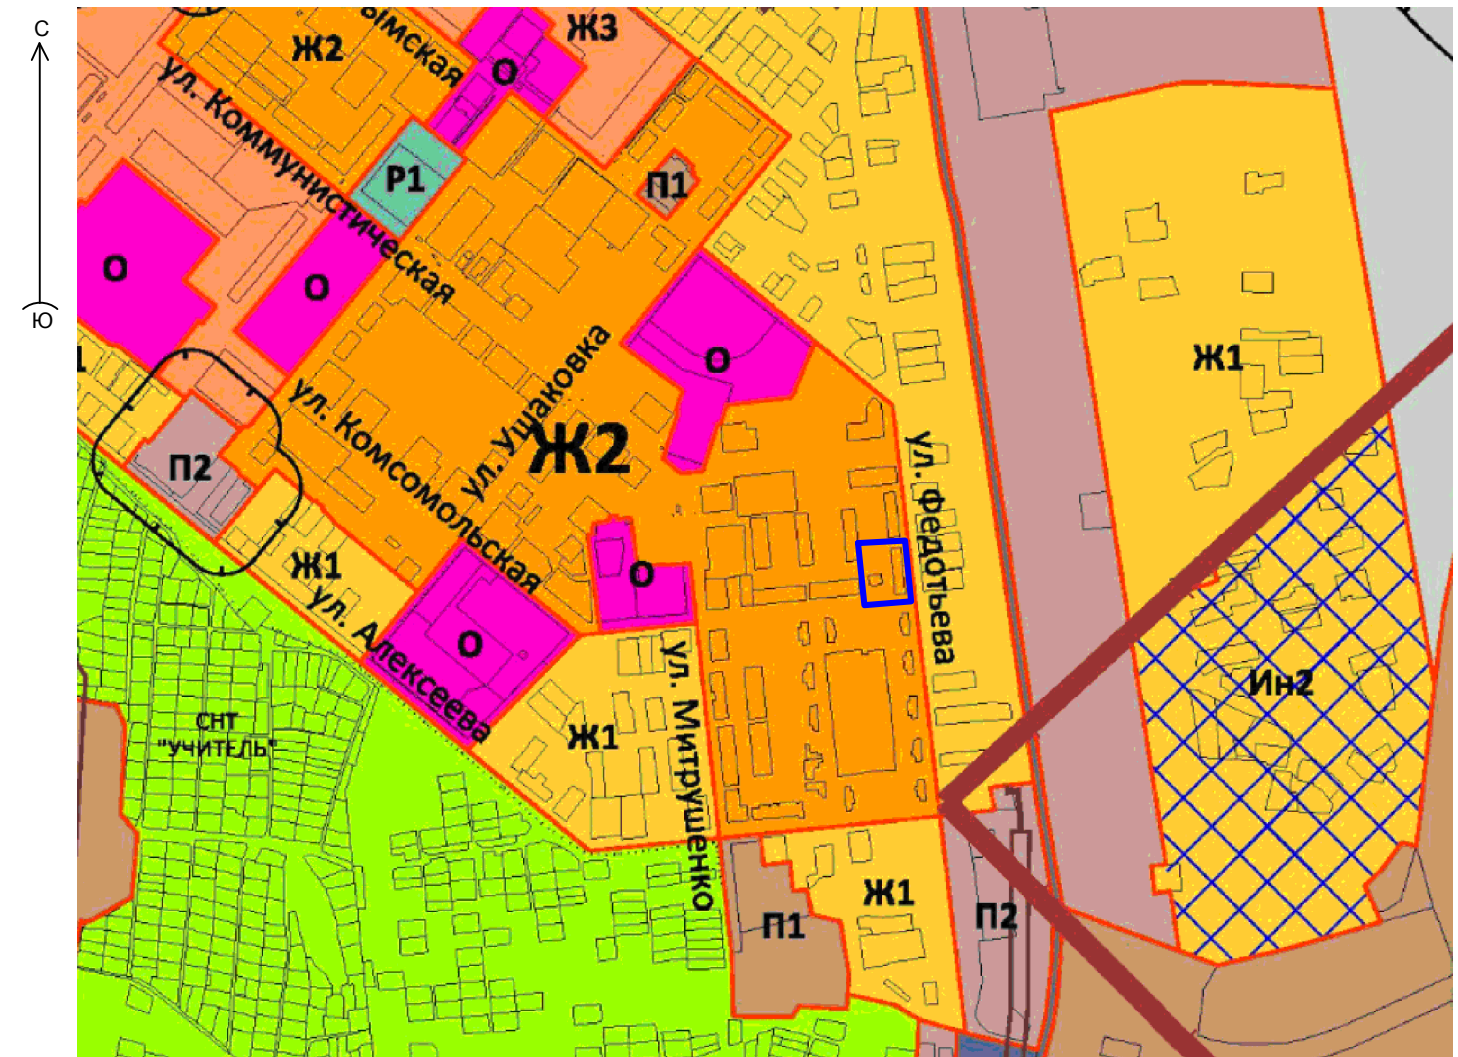 С
Ю
Ж2
ымская
О
Ж3
ул. Коммунистическая
Р1
П1
О
О
О
Ж1
1
ул. Ушаковка
ул. Комсомольская
Ж2
П2
ул. Федотьева
О
Ж1
ул. Алексеева
О
ул. Митрушенко
Ин2
СНТ
"УЧИТЕЛЬ"
Ж1
Ж1
П1
П2